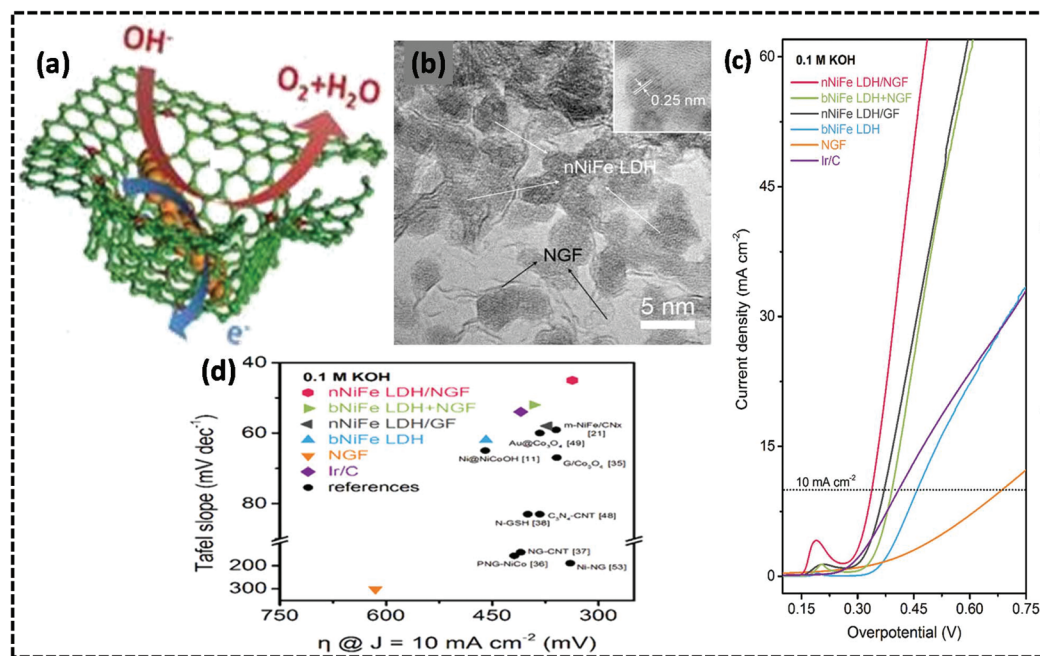 (a)
OH-
O2+H2O
e-
(b)
0.25 nm
nNiFe LDH
NGF
5 nm
(c)
0.1 M KOH
nNiFe LDH/NGF
bNiFe LDH+NGF
nNiFe LDH/GF
bNiFe LDH
NGF
Ir/C
10 mA cm⁻²
60
45
30
15
0
Current density (mA cm⁻²)
0.15 0.30 0.45 0.60 0.75
Overpotential (V)
(d)
0.1 M KOH
nNiFe LDH/NGF
bNiFe LDH+NGF
nNiFe LDH/GF
bNiFe LDH
NGF
Ir/C
references
m-NiFe/CNx
[21]
Au@Co₃O₄ [49]
Ni@NiCoOH [11]
G/Co₃O₄ [35]
N-GSH [38]
C₃N₄-CNT [48]
NG-CNT [37]
PNG-NiCo [36]
Ni-NG [53]
40
60
80
200
300
Tafel slope (mV dec⁻¹)
750 600 450 300
η @ J = 10 mA cm⁻² (mV)